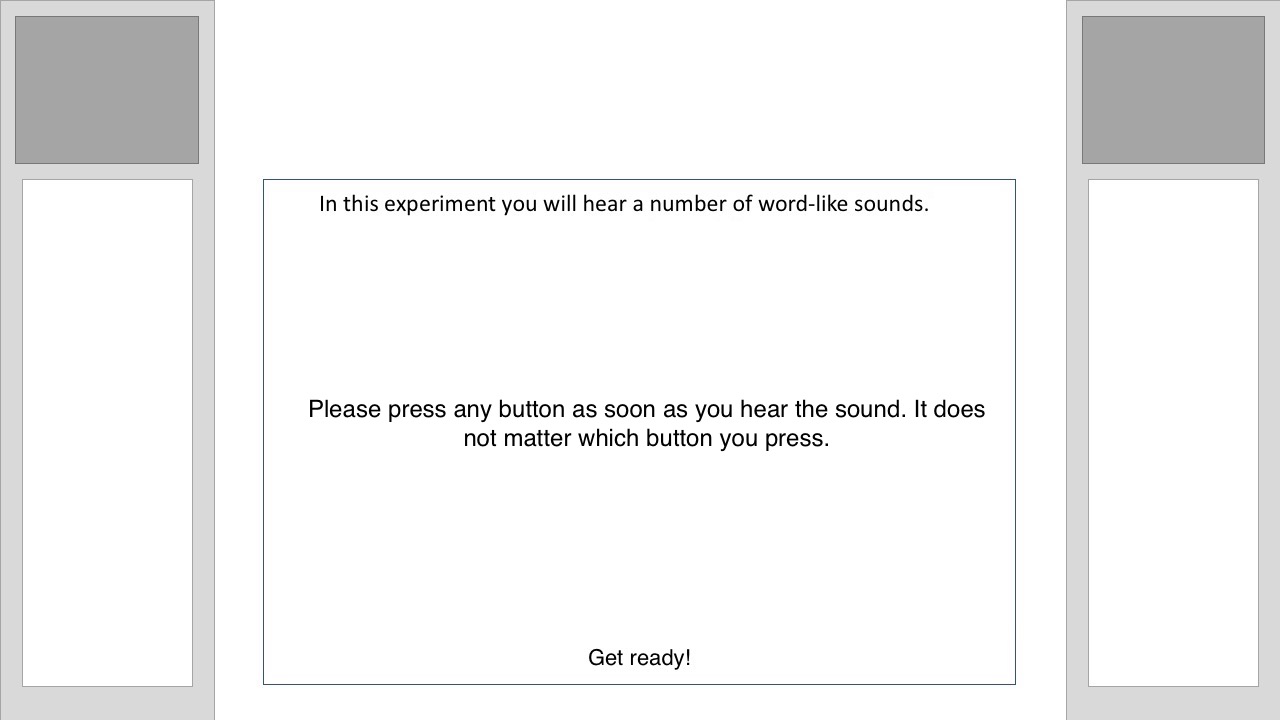 In this experiment you will hear a number of word-like sounds.
Please press any button as soon as you hear the sound. It does
not matter which button you press.
Get ready!